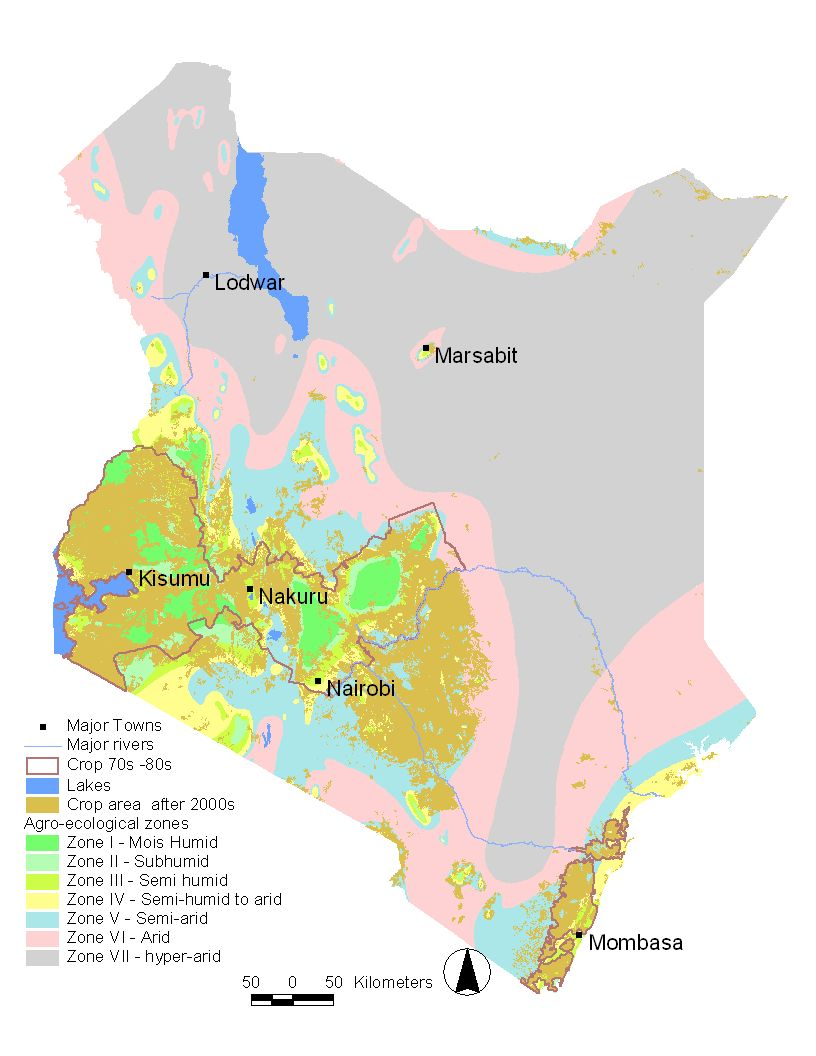 Lodwar
Marsabit
Kisumu
Nakuru
Nairobi
Major Towns
Major rivers
Crop 70s -80s
Lakes
Crop area after 2000s
Agro-ecological zones
Zone I - Mois Humid
Zone II - Subhumid
Zone III - Semi humid
Zone IV - Semi-humid to arid
Zone V - Semi-arid
Zone VI - Arid
Zone VII - hyper-arid
Mombasa
50 0 50 Kilometers